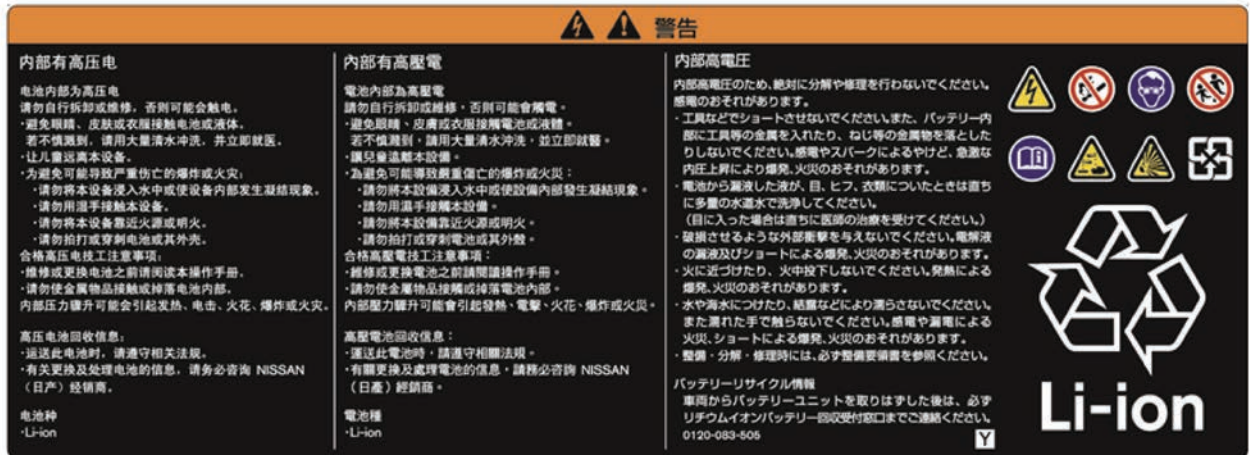 警告
内部有高压电
电池内部为高压电
请勿自行拆卸或维修，否则可能会触电。
·避免眼睛、皮肤或衣服接触电池或液体。
若不慎溅到，请用大量清水冲洗，并立即就医。
·让儿童远离本设备。
·为避免可能导致严重伤亡的爆炸或火灾:
·请勿将本设备浸入水中或使设备内部发生凝结现象。
·请勿用湿手接触本设备。
·请勿将本设备靠近火源或明火。
·请勿拍打或穿刺电池或其外壳。
合格高压电技工注意事项:
·维修或更换电池之前请阅读本操作手册。
·请勿使金属物品接触或掉落电池内部。
内部压力骤升可能会引起发热、电击、火花、爆炸或火灾。
高压电池回收信息:
·运送此电池时，请遵守相关法规。
·有关更换及处理电池的信息，请务必咨询 NISSAN
（日产）经销商。
电池种
·Li-ion
內部有高壓電
電池內部為高壓電
請勿自行拆卸或維修，否則可能會觸電。
·避免眼睛、皮膚或衣服接觸電池或液體。
若不慎濺到，請用大量清水沖洗，並立即就醫。
·讓兒童遠離本設備。
·為避免可能導致嚴重傷亡的爆炸或火災：
·請勿將本設備浸入水中或使設備內部發生凝結現象。
·請勿用濕手接觸本設備。
·請勿將本設備靠近火源或明火。
·請勿拍打或穿刺電池或其外殼。
合格高壓電技工注意事項：
·維修或更換電池之前請閱讀操作手冊。
·請勿使金屬物品接觸或掉落電池內部。
內部壓力驟升可能會引起發熱、電擊、火花、爆炸或火災。
高壓電池回收信息：
·運送此電池時，請遵守相關法規。
·有關更換及處理電池的信息，請務必咨詢 NISSAN
（日產）經銷商。
電池種
·Li-ion
内部高電圧
内部高電圧のため、絶対に分解や修理を行わないでください。
感電のおそれがあります。
・工具などでショートさせないでください。また、バッテリー内
部に工具等の金属を入れたり、ねじ等の金属物を落とした
りしないでください。感電やスパークによるやけど、急激な
内圧上昇により爆発、火災のおそれがあります。
・電池から漏液した液が、目、ヒフ、衣類についたときは直ち
に多量の水道水で洗浄してください。
（目に入った場合は直ちに医師の治療を受けてください。）
・破損させるような外部衝撃を与えないでください。電解液
の漏液及びショートによる爆発、火災のおそれがあります。
・火に近づけたり、火中投下しないでください。発熱による
爆発、火災のおそれがあります。
・水や海水につけたり、結露などにより濡らさないでください。
また濡れた手で触らないでください。感電や漏電による
火災、ショートによる爆発、火災のおそれがあります。
・整備・分解・修理時には、必ず整備要領書を参照ください。
バッテリーリサイクル情報
車両からバッテリーユニットを取りはずした後は、必ず
リチウムイオンバッテリー回収受付窓口までご連絡ください。
0120-083-505
Y
Li-ion